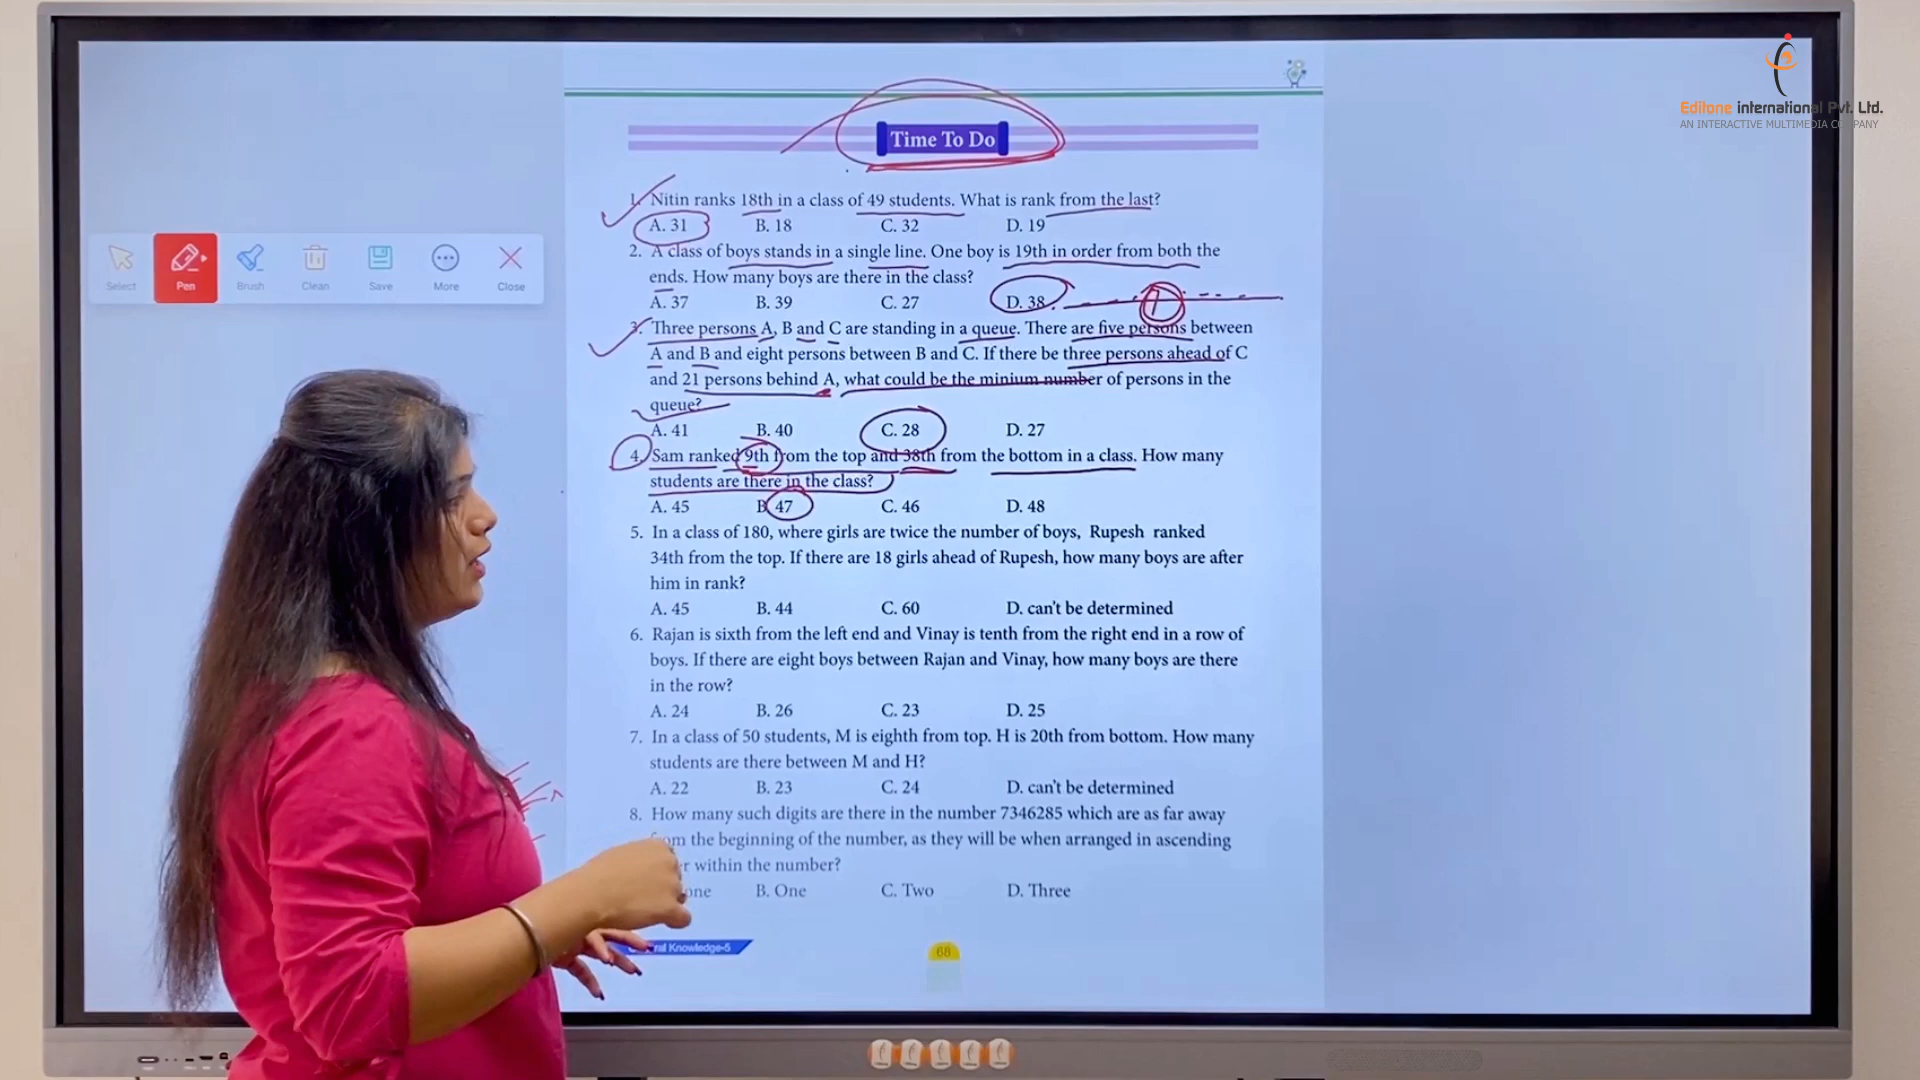 Edilone international Pvt. Ltd.
AN INTERACTIVE MULTIMEDIA COMPANY
Time To Do
1. Nitin ranks 18th in a class of 49 students. What is rank from the last?
A. 31 B. 18 C. 32 D. 19
2. A class of boys stands in a single line. One boy is 19th in order from both the
ends. How many boys are there in the class?
A. 37 B. 39 C. 27 D. 38
3. Three persons A, B and C are standing in a queue. There are five persons between
A and B and eight persons between B and C. If there be three persons ahead of C
and 21 persons behind A, what could be the minium number of persons in the
queue?
A. 41 B. 40 C. 28 D. 27
4. Sam ranked 9th from the top and 38th from the bottom in a class. How many
students are there in the class?
A. 45 B 47 C. 46 D. 48
5. In a class of 180, where girls are twice the number of boys, Rupesh ranked
34th from the top. If there are 18 girls ahead of Rupesh, how many boys are after
him in rank?
A. 45 B. 44 C. 60 D. can't be determined
6. Rajan is sixth from the left end and Vinay is tenth from the right end in a row of
boys. If there are eight boys between Rajan and Vinay, how many boys are there
in the row?
A. 24 B. 26 C. 23 D. 25
7. In a class of 50 students, M is eighth from top. H is 20th from bottom. How many
students are there between M and H?
A. 22 B. 23 C. 24 D. can't be determined
8. How many such digits are there in the number 7346285 which are as far away
from the beginning of the number, as they will be when arranged in ascending
within the number?
B. One C. Two D. Three
Knowledge-5
68
Select Pen Brush Clean Save More Close